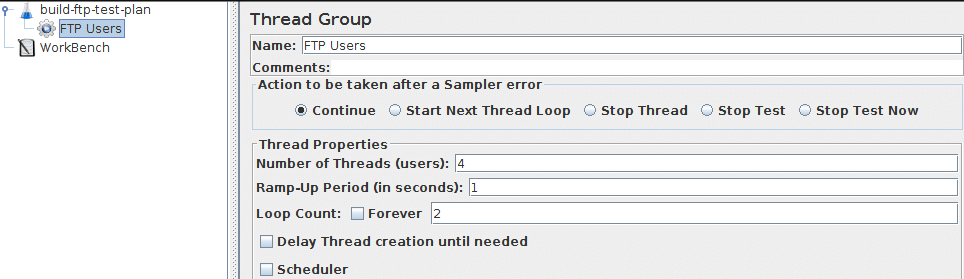 build-ftp-test-plan
FTP Users
WorkBench
Thread Group
Name: FTP Users
Comments:
Action to be taken after a Sampler error
Continue Start Next Thread Loop Stop Thread Stop Test Stop Test Now
Thread Properties
Number of Threads (users): 4
Ramp-Up Period (in seconds): 1
Loop Count: Forever 2
Delay Thread creation until needed
Scheduler